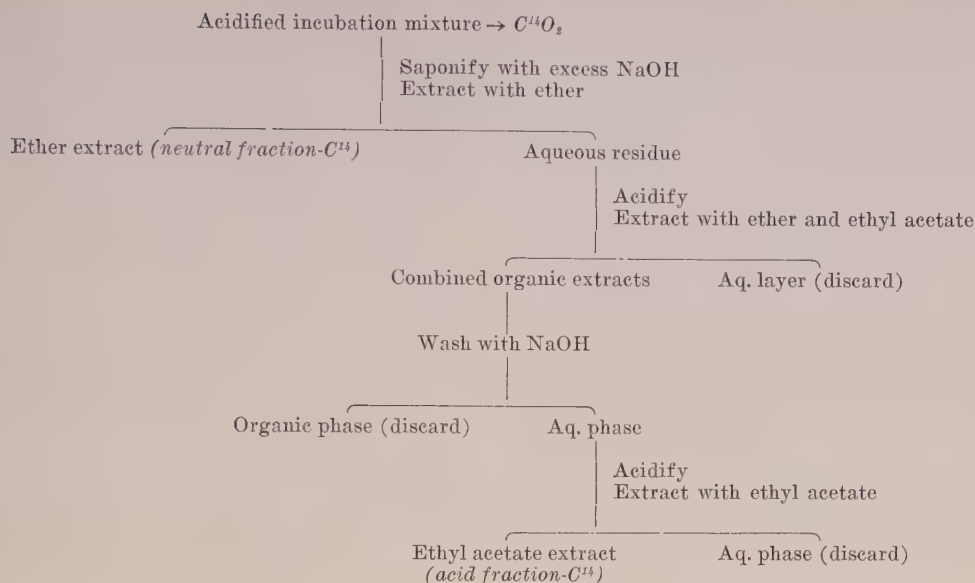 Acidified incubation mixture → C¹⁴O₂
Saponify with excess NaOH
Extract with ether
Ether extract (neutral fraction-C¹⁴)
Aqueous residue
Acidify
Extract with ether and ethyl acetate
Combined organic extracts
Aq. layer (discard)
Wash with NaOH
Organic phase (discard)
Aq. phase
Acidify
Extract with ethyl acetate
Ethyl acetate extract
(acid fraction-C¹⁴)
Aq. phase (discard)